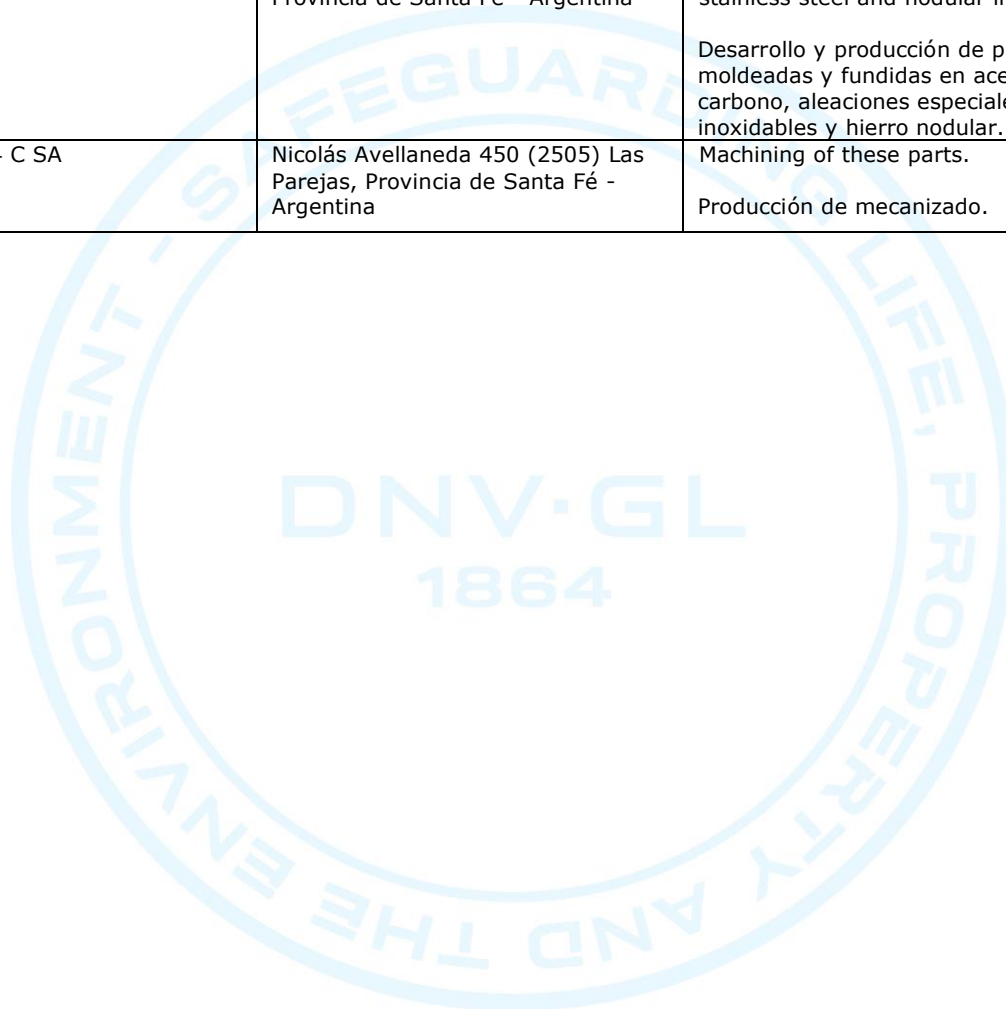 Provincia de Santa Fé - Argentina
stainless steel and nodular
Desarrollo y producción de
moldeadas y fundidas en
carbono, aleaciones
inoxidables y hierro nodular.
C SA
Nicolás Avellaneda 450 (2505) Las
Parejas, Provincia de Santa Fé -
Argentina
Machining of these parts.
Producción de mecanizado.
SAFEGUARDING LIFE, PROPERTY AND THE ENVIRONMENT -
DNV·GL
1864